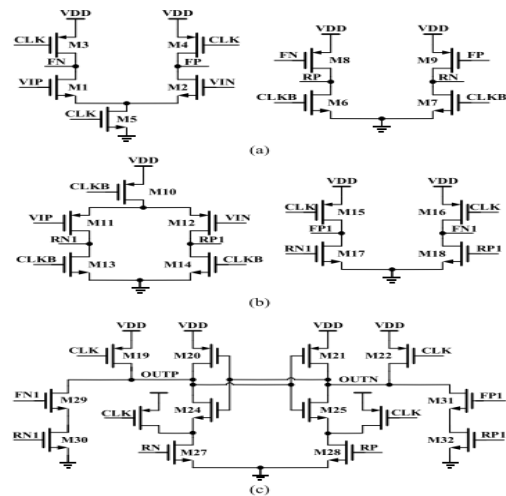 VDD VDD VDD VDD
CLK M3 M4 CLK FN M8 M9 FP
FN FP RP RN
VIP M1 M2 VIN CLKB M6 M7 CLKB
CLK M5
(a)
VDD
CLKB M10 VDD VDD
VIP M11 M12 VIN CLK M15 M16 CLK
RN1 RP1 FP1 FN1
CLKB M13 M14 CLKB RN1 M17 M18 RP1
(b)
VDD VDD VDD VDD
CLK M19 M20 M21 M22 CLK
OUTP OUTN
FN1 M29 CLK M24 M25 CLK M31 FP1
RN1 M30 RN M27 M28 RP M32 RP1
(c)